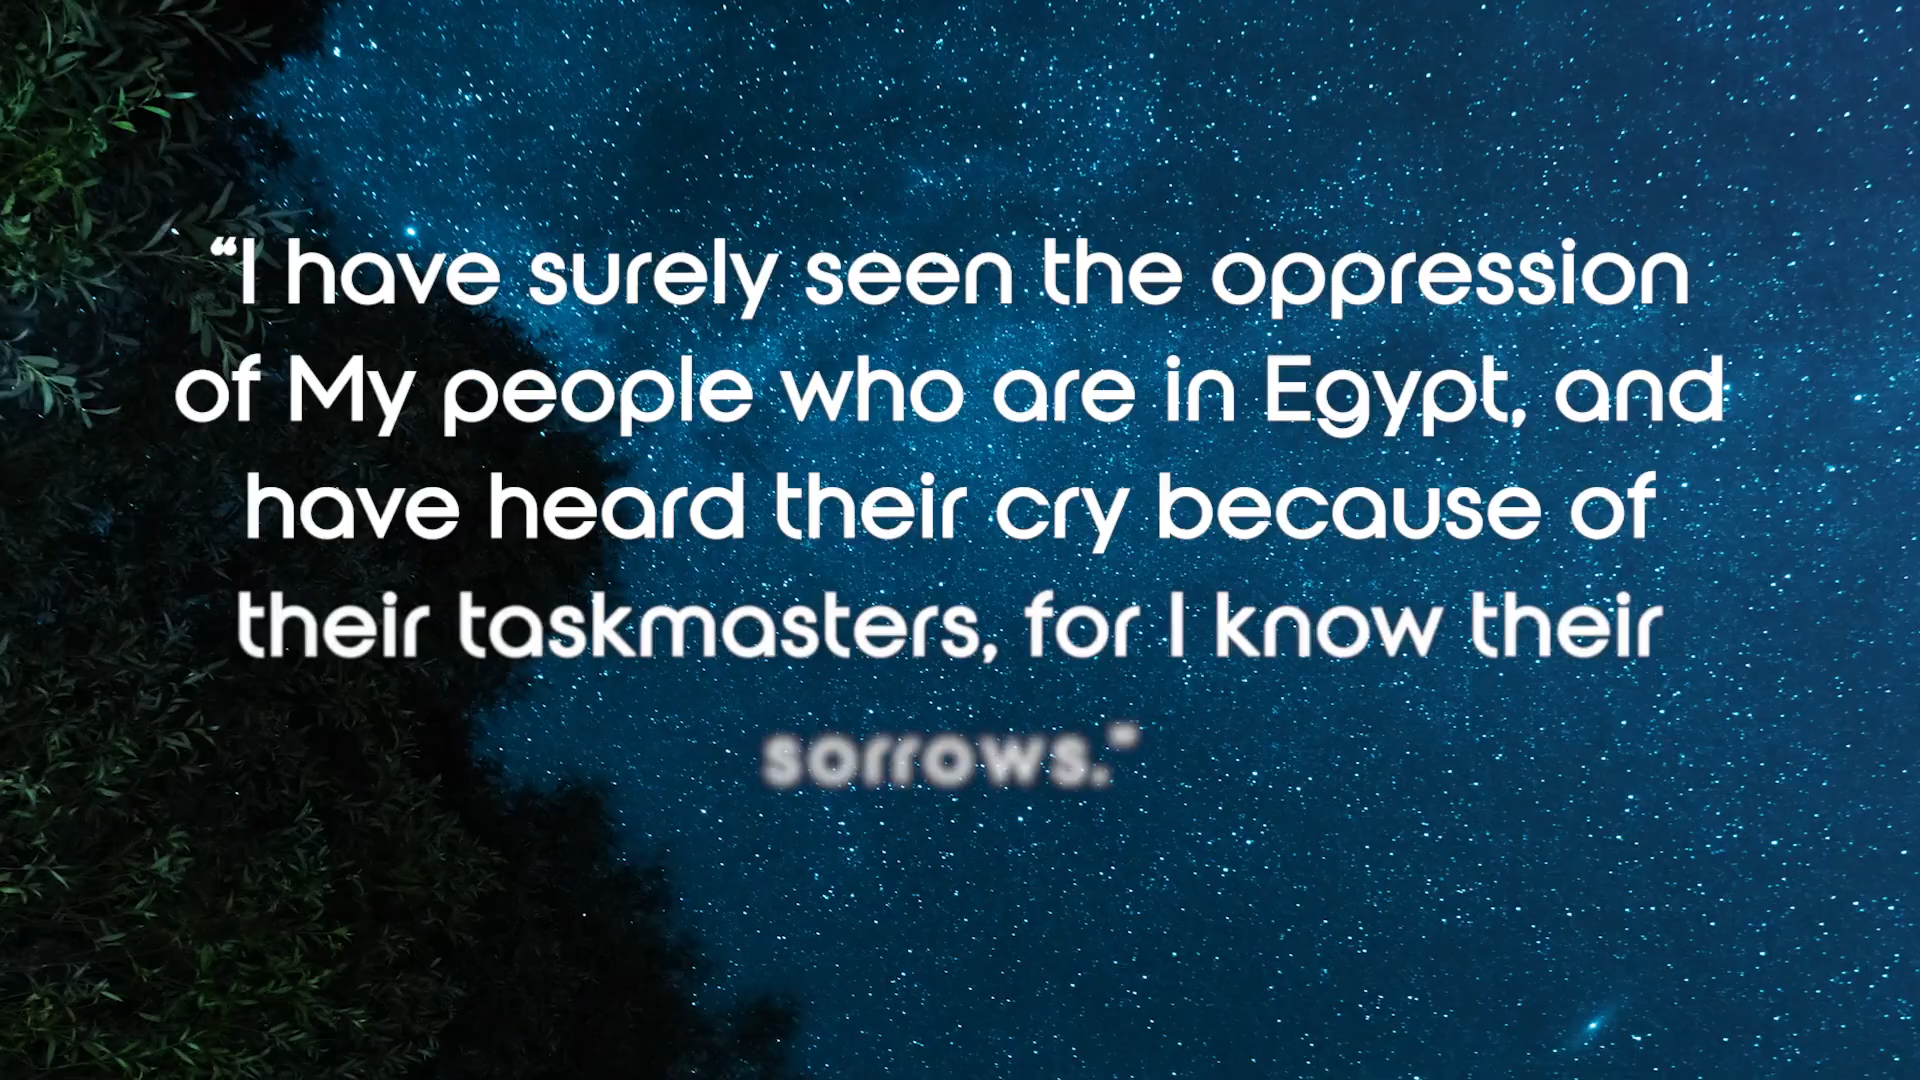 “I have surely seen the oppression
of My people who are in Egypt, and
have heard their cry because of
their taskmasters, for I know their
sorrows."